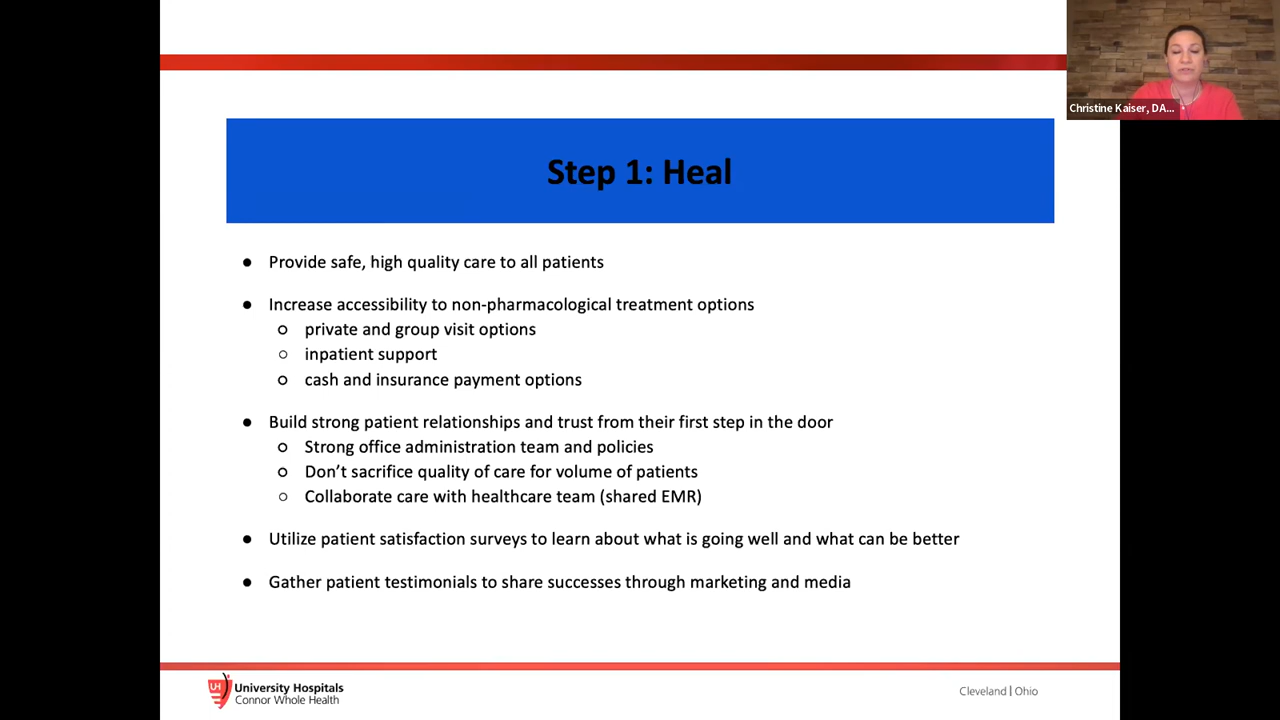 Christine Kaiser, DA...
Step 1: Heal
● Provide safe, high quality care to all patients
● Increase accessibility to non-pharmacological treatment options
○ private and group visit options
○ inpatient support
○ cash and insurance payment options
● Build strong patient relationships and trust from their first step in the door
○ Strong office administration team and policies
○ Don’t sacrifice quality of care for volume of patients
○ Collaborate care with healthcare team (shared EMR)
● Utilize patient satisfaction surveys to learn about what is going well and what can be better
● Gather patient testimonials to share successes through marketing and media
UH University Hospitals
Connor Whole Health
Cleveland | Ohio